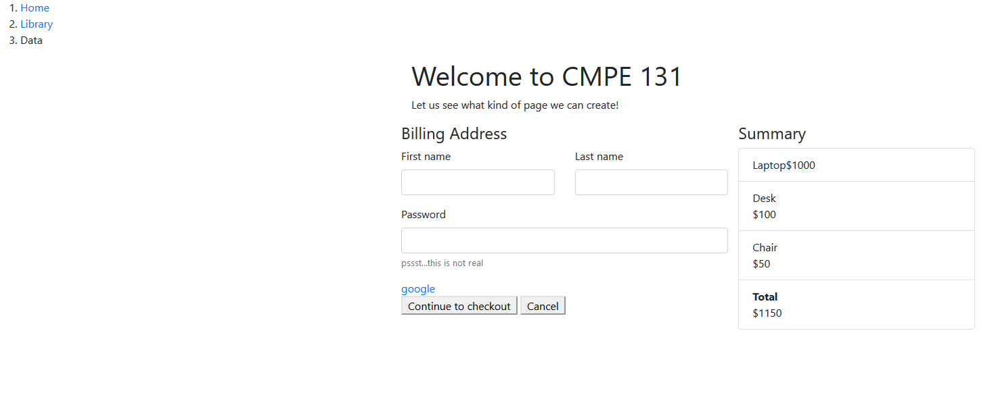 1. Home
2. Library
3. Data
Welcome to CMPE 131
Let us see what kind of page we can create!
Billing Address
First name
Last name
Password
pssst...this is not real
google
Continue to checkout
Cancel
Summary
Laptop$1000
Desk
$100
Chair
$50
Total
$1150